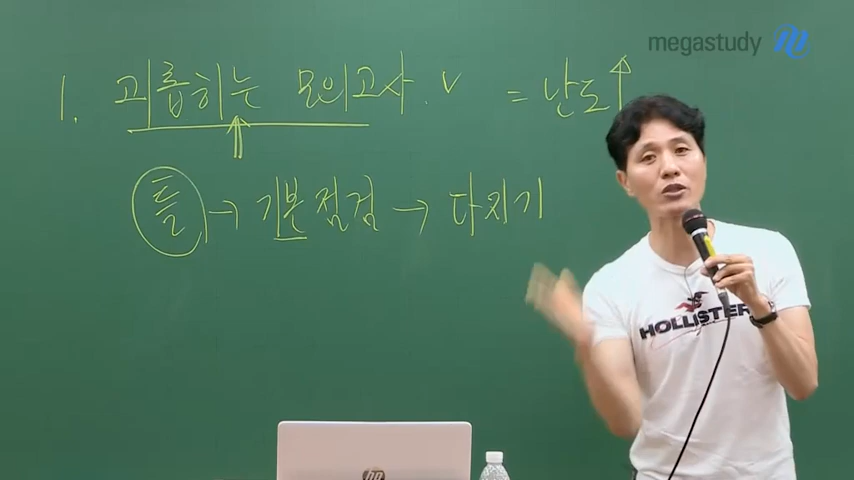 megastudy
1. 괴롭히는 모의고사. v = 난도↑
틀 → 기본점검 → 다지기
HOLLISTER
hp